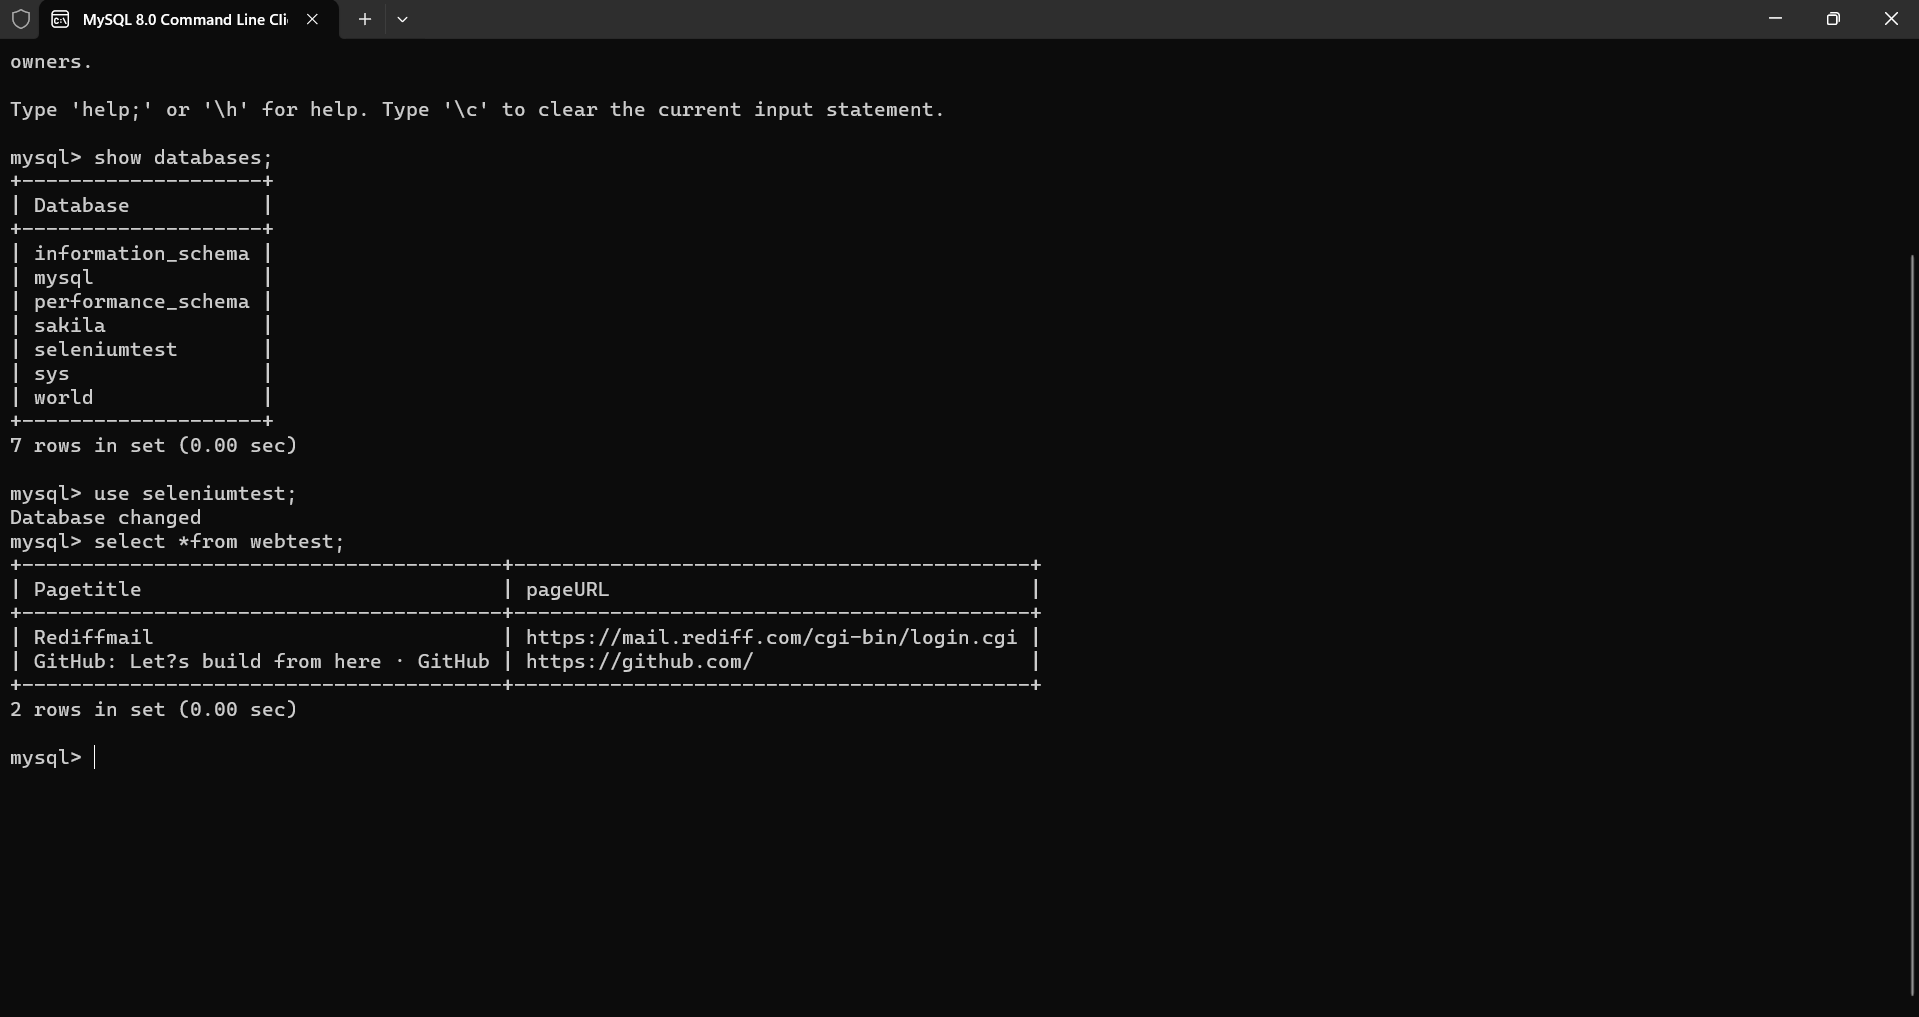 MySQL 8.0 Command Line Cli
owners.
Type 'help;' or '\h' for help. Type '\c' to clear the current input statement.
mysql> show databases;
+--------------------+
| Database           |
+--------------------+
| information_schema |
| mysql              |
| performance_schema |
| sakila             |
| seleniumtest       |
| sys                |
| world              |
+--------------------+
7 rows in set (0.00 sec)
mysql> use seleniumtest;
Database changed
mysql> select *from webtest;
+----------------------------------------+-------------------------------------------+
| Pagetitle                              | pageURL                                   |
+----------------------------------------+-------------------------------------------+
| Rediffmail                             | https://mail.rediff.com/cgi-bin/login.cgi |
| GitHub: Let?s build from here · GitHub | https://github.com/                       |
+----------------------------------------+-------------------------------------------+
2 rows in set (0.00 sec)
mysql>